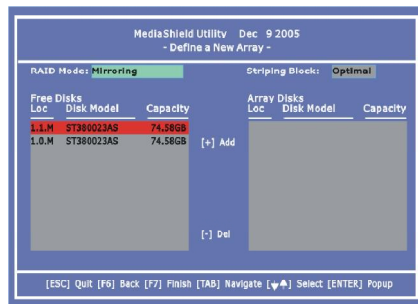 MediaShield Utility Dec 9 2005
- Define a New Array -
RAID Mode: Mirroring Striping Block: Optimal
Free Disks Array Disks
Loc Disk Model Capacity Loc Disk Model Capacity
1.1.M ST380023AS 74.58GB
1.0.M ST380023AS 74.58GB [+] Add
[-] Del
[ESC] Quit [F6] Back [F7] Finish [TAB] Navigate [↓↑] Select [ENTER] Popup